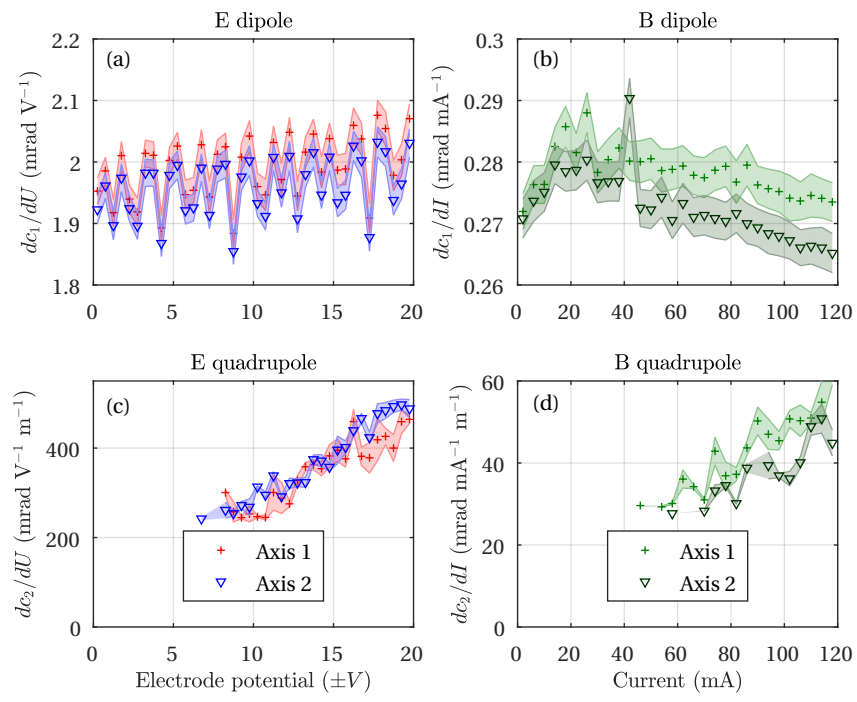 E dipole
B dipole
(a)
(b)
dc₁/dU (mrad V⁻¹)
2.2
2.1
2
1.9
1.8
0 5 10 15 20
dc₁/dI (mrad mA⁻¹)
0.3
0.29
0.28
0.27
0.26
0 20 40 60 80 100 120
E quadrupole
B quadrupole
(c)
(d)
dc₂/dU (mrad V⁻¹ m⁻¹)
400
200
0
Axis 1
Axis 2
0 5 10 15 20
Electrode potential (±V)
dc₂/dI (mrad mA⁻¹ m⁻¹)
60
40
20
0
Axis 1
Axis 2
0 20 40 60 80 100 120
Current (mA)